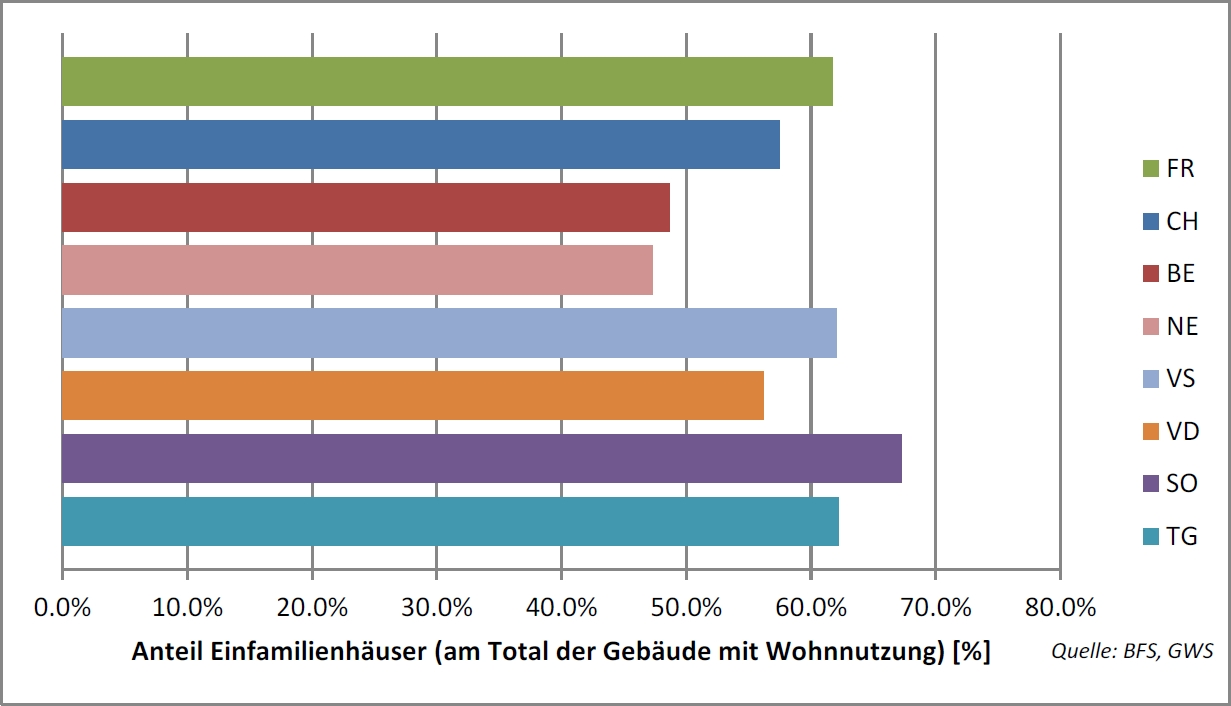 FR
CH
BE
NE
VS
VD
SO
TG
0.0% 10.0% 20.0% 30.0% 40.0% 50.0% 60.0% 70.0% 80.0%
Anteil Einfamilienhäuser (am Total der Gebäude mit Wohnnutzung) [%]
Quelle: BFS, GWS